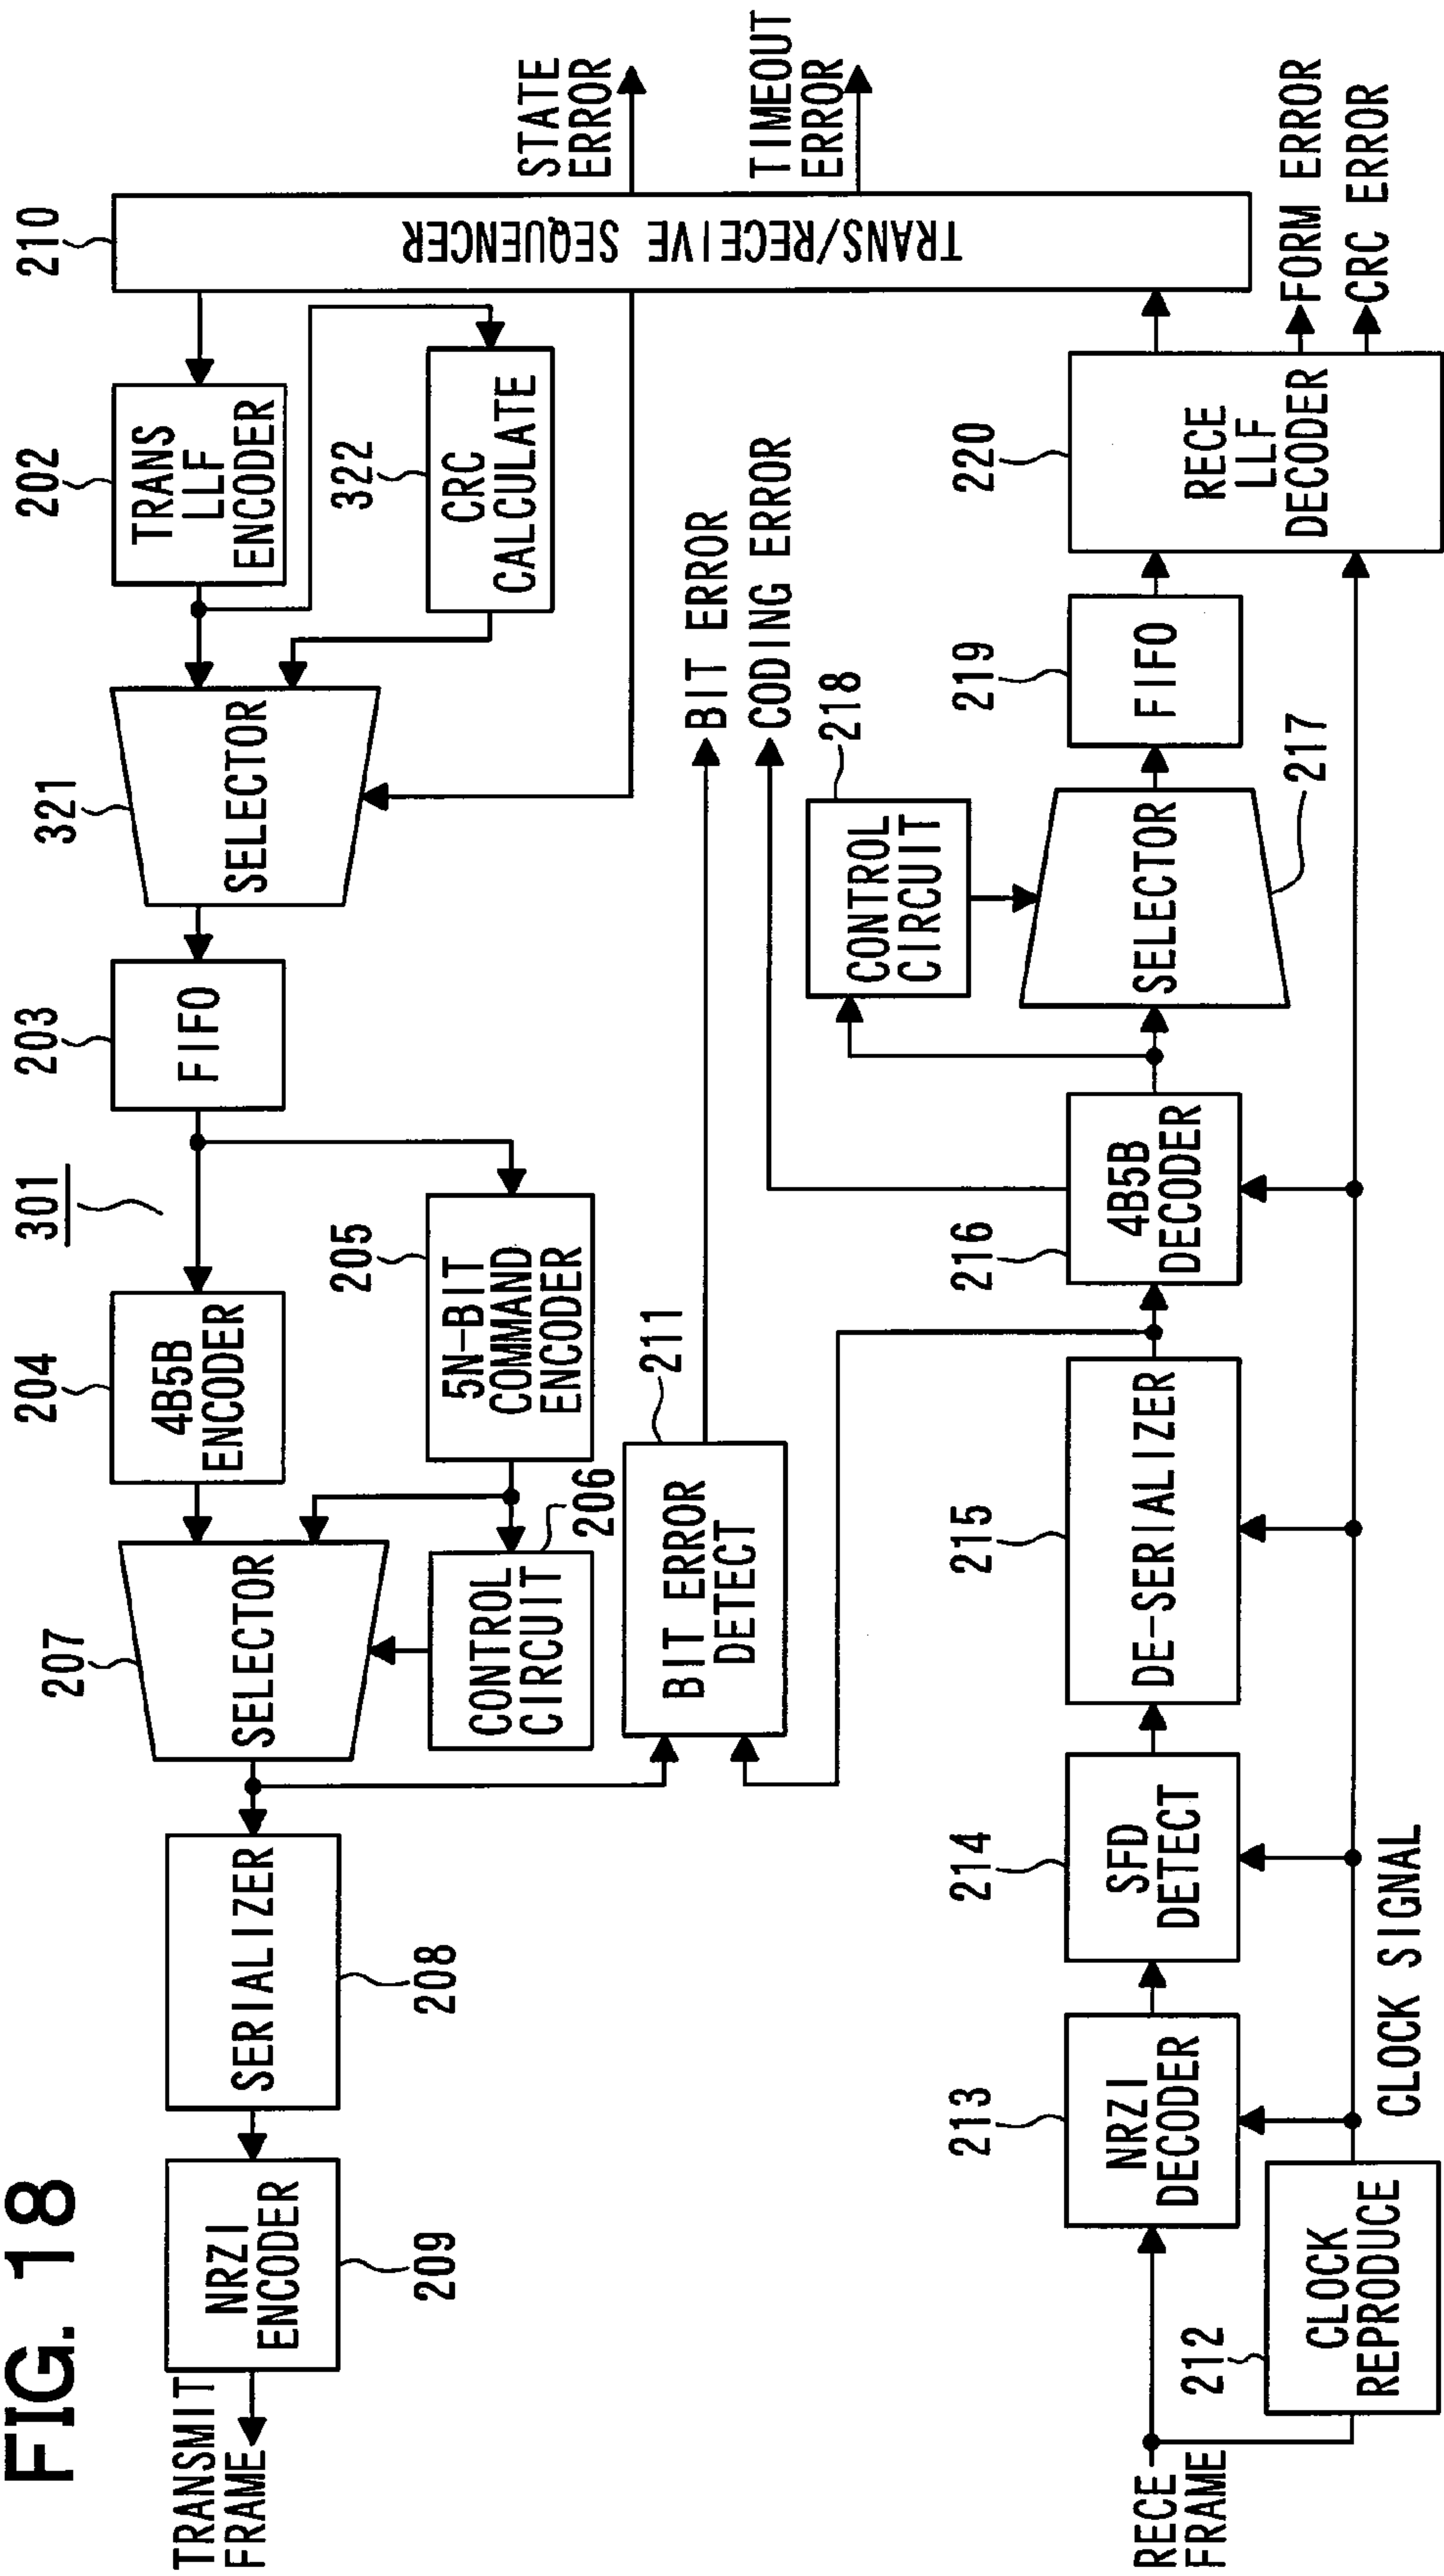 FIG. 18
TRANSMIT
FRAME
NRZI
ENCODER
209
SERIALIZER
208
207
SELECTOR
204
4B5B
ENCODER
301
203
FIFO
321
SELECTOR
202
TRANS
LLF
ENCODER
210
TRANS/RECEIVE SEQUENCER
322
CRC
CALCULATE
STATE
ERROR
TIMEOUT
ERROR
205
5N-BIT
COMMAND
ENCODER
CONTROL
CIRCUIT
206
211
BIT ERROR
DETECT
BIT ERROR
CODING ERROR
RECE
FRAME
212
CLOCK
REPRODUCE
CLOCK SIGNAL
213
NRZI
DECODER
214
SFD
DETECT
215
DE-SERIALIZER
216
4B5B
DECODER
218
CONTROL
CIRCUIT
SELECTOR
217
219
FIFO
220
RECE
LLF
DECODER
FORM ERROR
CRC ERROR